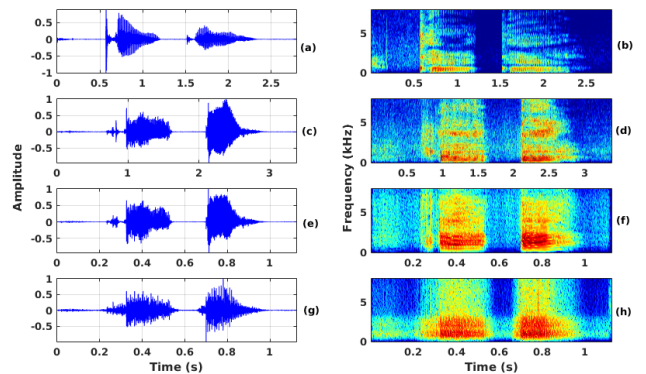 0.5
0
-0.5
-1
0 0.5 1 1.5 2 2.5
(a)
5
0
0.5 1 1.5 2 2.5
(b)
1
0.5
0
-0.5
0 1 2 3
(c)
5
0
0.5 1 1.5 2 2.5 3
(d)
Amplitude
Frequency (kHz)
1
0.5
0
-0.5
0 0.2 0.4 0.6 0.8 1
(e)
5
0
0.2 0.4 0.6 0.8 1
(f)
1
0.5
0
-0.5
0 0.2 0.4 0.6 0.8 1
(g)
Time (s)
5
0
0.2 0.4 0.6 0.8 1
(h)
Time (s)